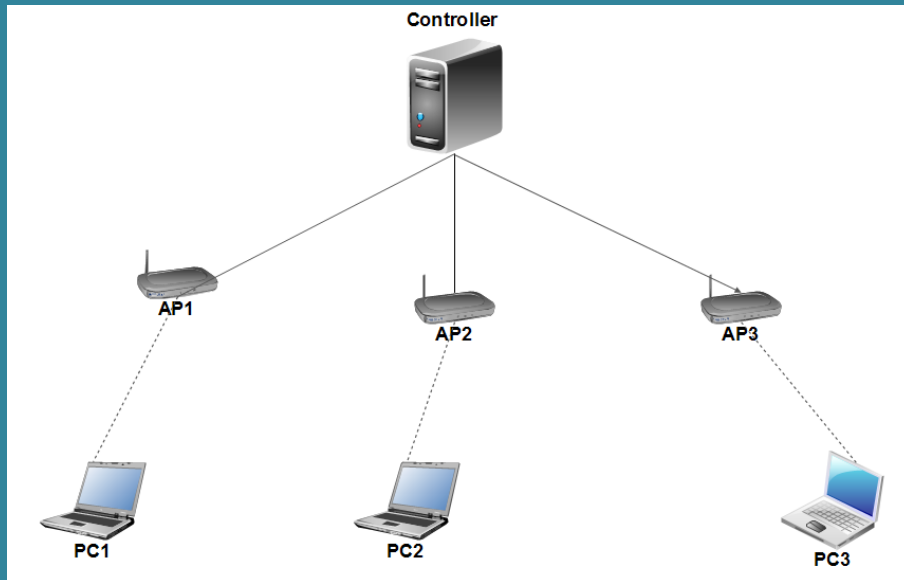 Controller
AP1
AP2
AP3
PC1
PC2
PC3